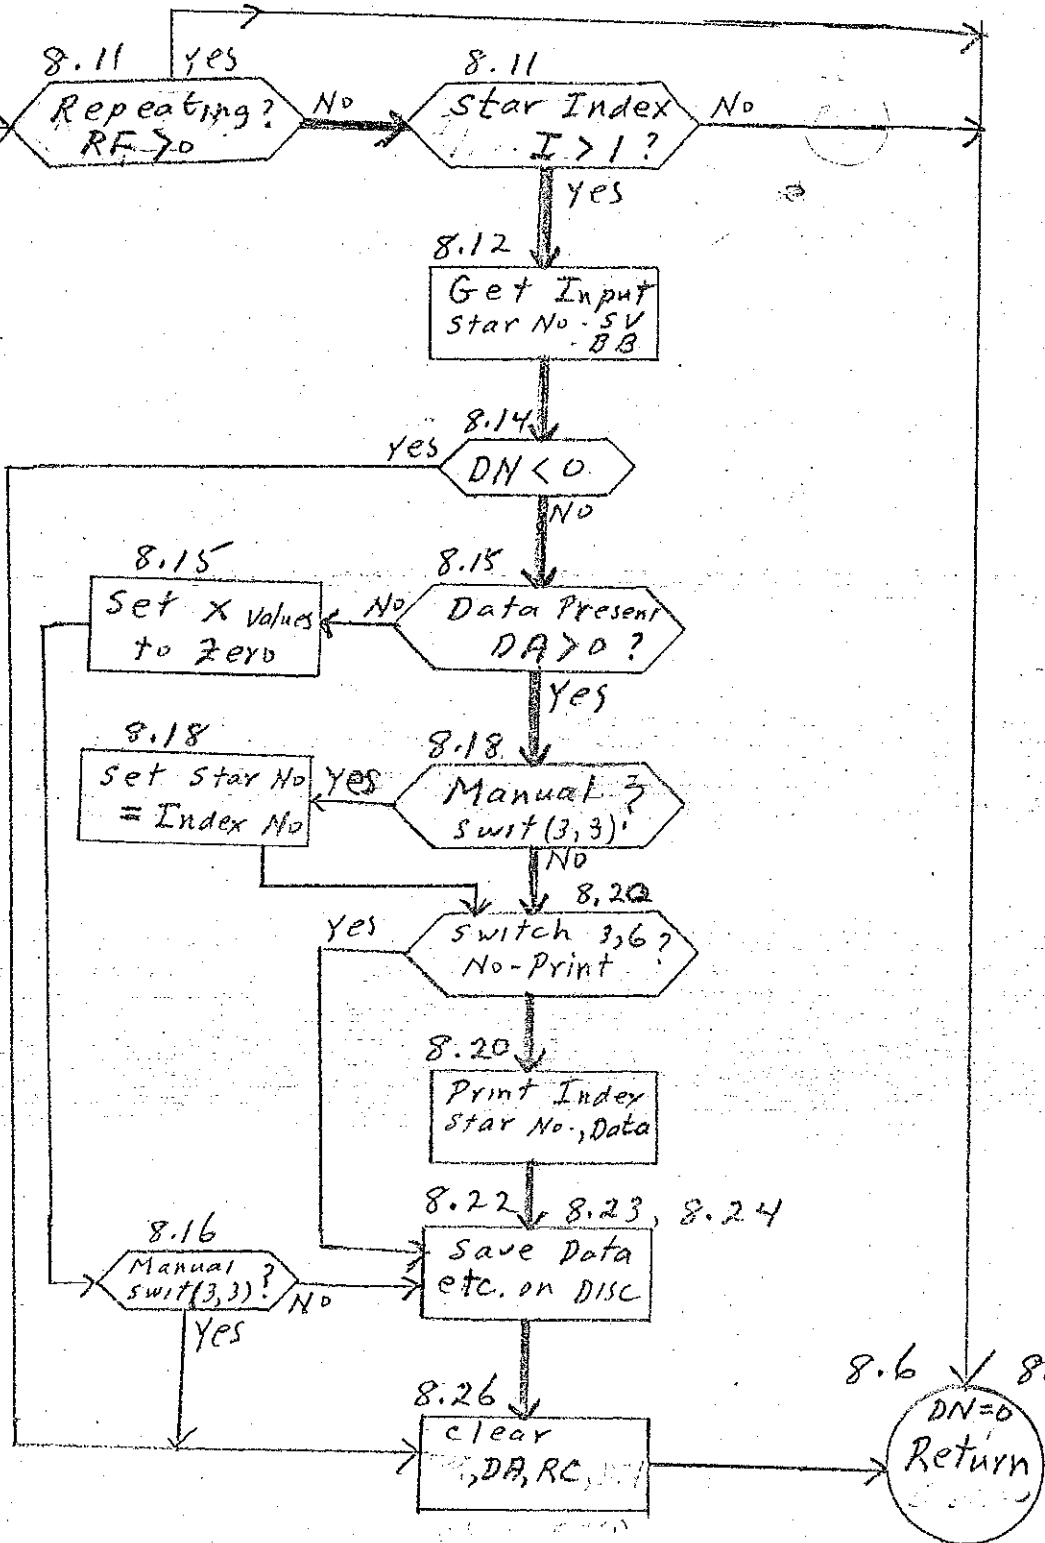 8.11
Yes
Repeating?
RF >0
No
8.11
Star Index
I > 1 ?
No
Yes
8.12
Get Input
Star No. SV
BB
8.14
Yes
DN < 0
No
8.15
Set X Values
to Zero
No
8.15
Data Present
DA > 0 ?
Yes
8.18
Set Star No
= Index No
Yes
8.18
Manual ?
Swit(3,3)
No
8.20
Yes
Switch 3,6 ?
No-Print
8.20
Print Index
Star No., Data
8.22 8.23, 8.24
Save Data
etc. on DISC
8.16
Manual
Swit(3,3) ?
No
Yes
8.26
Clear
,DA, RC,
8.6
8.
DN=0
Return